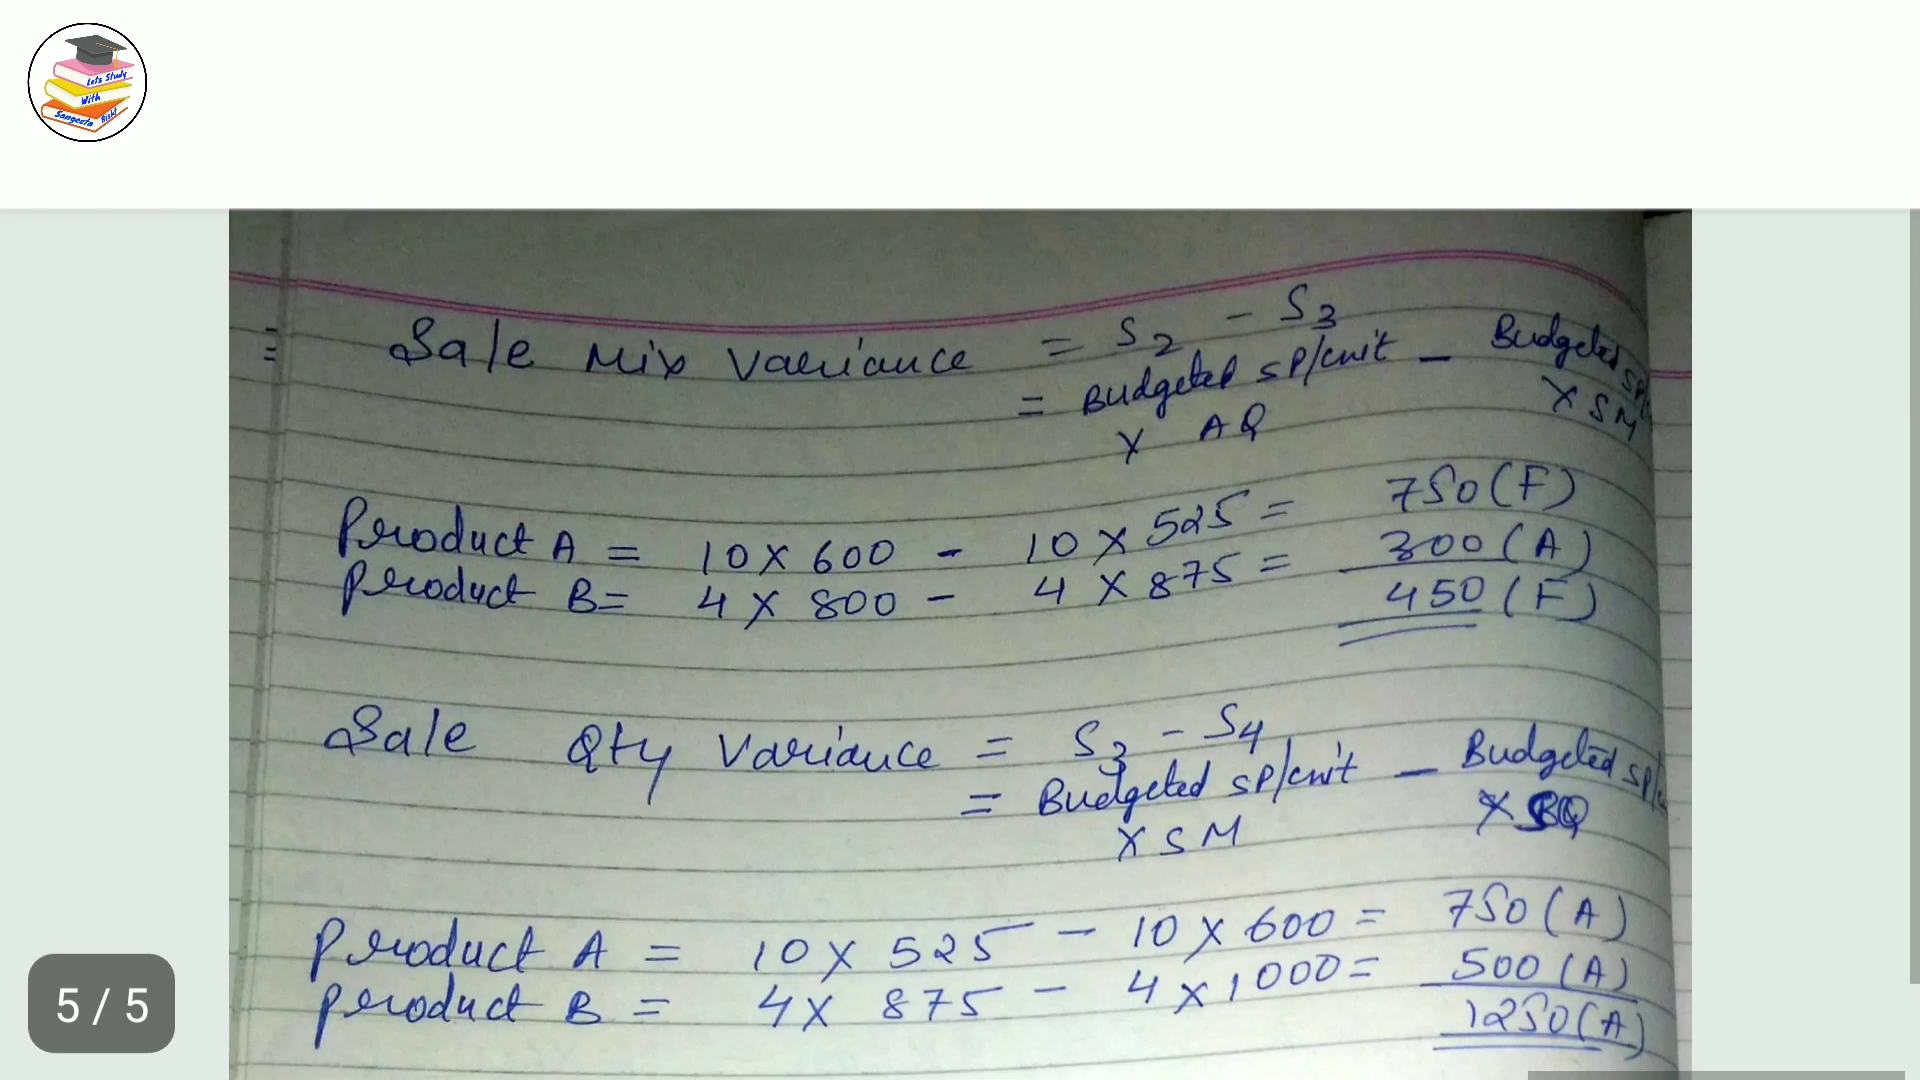 Lets Study
With
Sangeeta Bisht
= Sale Mix Variance = S2 - S3
= Budgeted SP/unit - Budgeted SP/
X AQ X SM
Product A = 10 X 600 - 10 X 525 = 750 (F)
Product B = 4 X 800 - 4 X 875 = 300 (A)
450 (F)
Sale Qty Variance = S3 - S4
= Budgeted SP/unit - Budgeted SP/
X SM X BQ
Product A = 10 X 525 - 10 X 600 = 750 (A)
Product B = 4 X 875 - 4 X 1000 = 500 (A)
1250 (A)
5 / 5